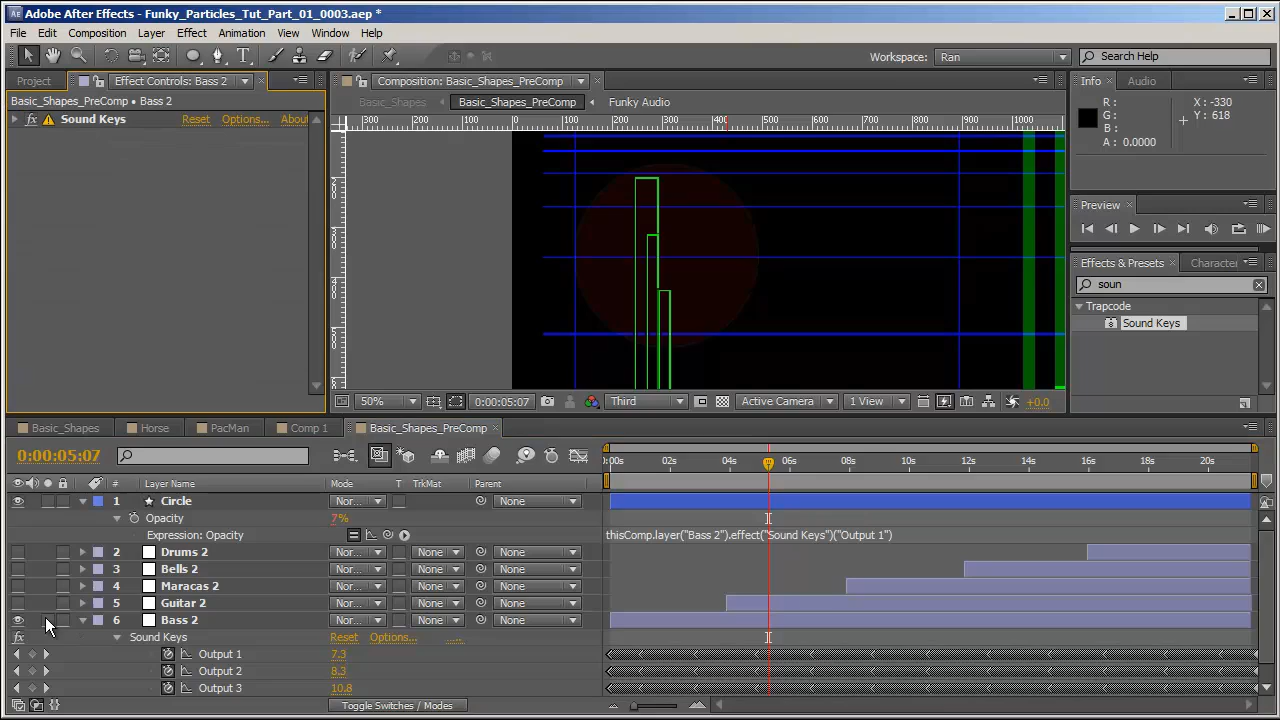 Adobe After Effects - Funky_Particles_Tut_Part_01_0003.aep *
File Edit Composition Layer Effect Animation View Window Help
Workspace: Ran Search Help
Project Effect Controls: Bass 2 Composition: Basic_Shapes_PreComp Info Audio
Basic_Shapes_PreComp • Bass 2 Basic_Shapes Basic_Shapes_PreComp Funky Audio
Sound Keys Reset Options... Abou
300 200 100 0 100 200 300 400 500 600 700 800 900 1000
R : X : -330
G : Y : 618
B :
A : 0.0000
Preview
Effects & Presets Character
soun
Trapcode
Sound Keys
50% 0:00:05:07 Third Active Camera 1 View +0.0
Basic_Shapes Horse PacMan Comp 1 Basic_Shapes_PreComp
0:00:05:07 :00s 02s 04s 06s 08s 10s 12s 14s 16s 18s 20s
# Layer Name Mode T TrkMat Parent
1 Circle Nor... None
Opacity 7%
Expression: Opacity thisComp.layer("Bass 2").effect("Sound Keys")("Output 1")
2 Drums 2 Nor... None None
3 Bells 2 Nor... None None
4 Maracas 2 Nor... None None
5 Guitar 2 Nor... None None
6 Bass 2 Nor... None None
fx Sound Keys Reset Options... .....
Output 1 7.3
Output 2 8.3
Output 3 10.8
Toggle Switches / Modes